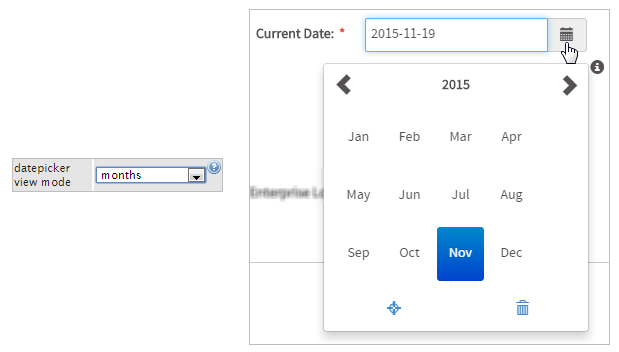 datepicker
view mode
months
Current Date: *
2015-11-19
2015
Jan Feb Mar Apr
May Jun Jul Aug
Sep Oct Nov Dec
Enterprise